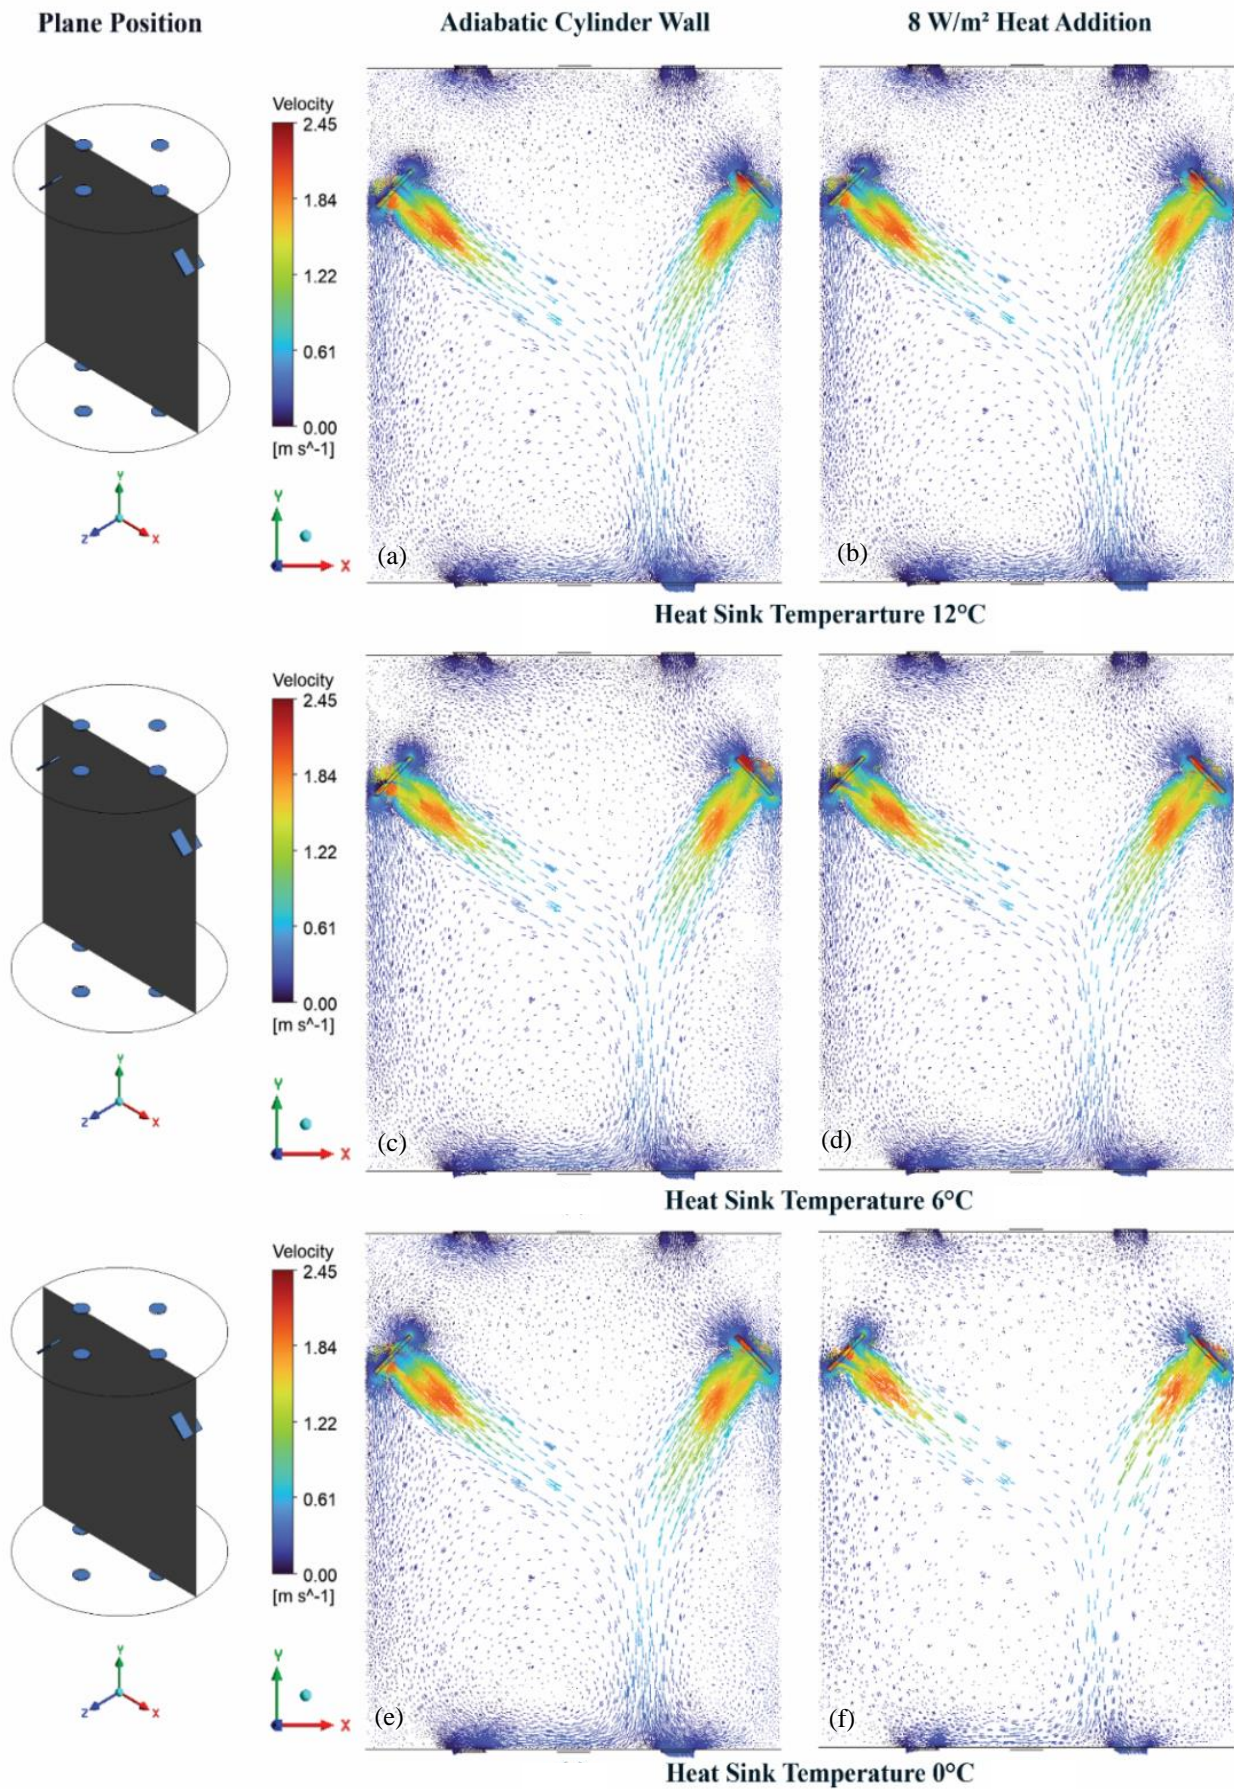 Plane Position
Adiabatic Cylinder Wall
8 W/m² Heat Addition
Velocity
2.45
1.84
1.22
0.61
0.00
[m s^-1]
Y
Z
X
Y
X
(a)
(b)
Heat Sink Temperarture 12°C
Velocity
2.45
1.84
1.22
0.61
0.00
[m s^-1]
Y
Z
X
Y
X
(c)
(d)
Heat Sink Temperature 6°C
Velocity
2.45
1.84
1.22
0.61
0.00
[m s^-1]
Y
Z
X
Y
X
(e)
(f)
Heat Sink Temperature 0°C